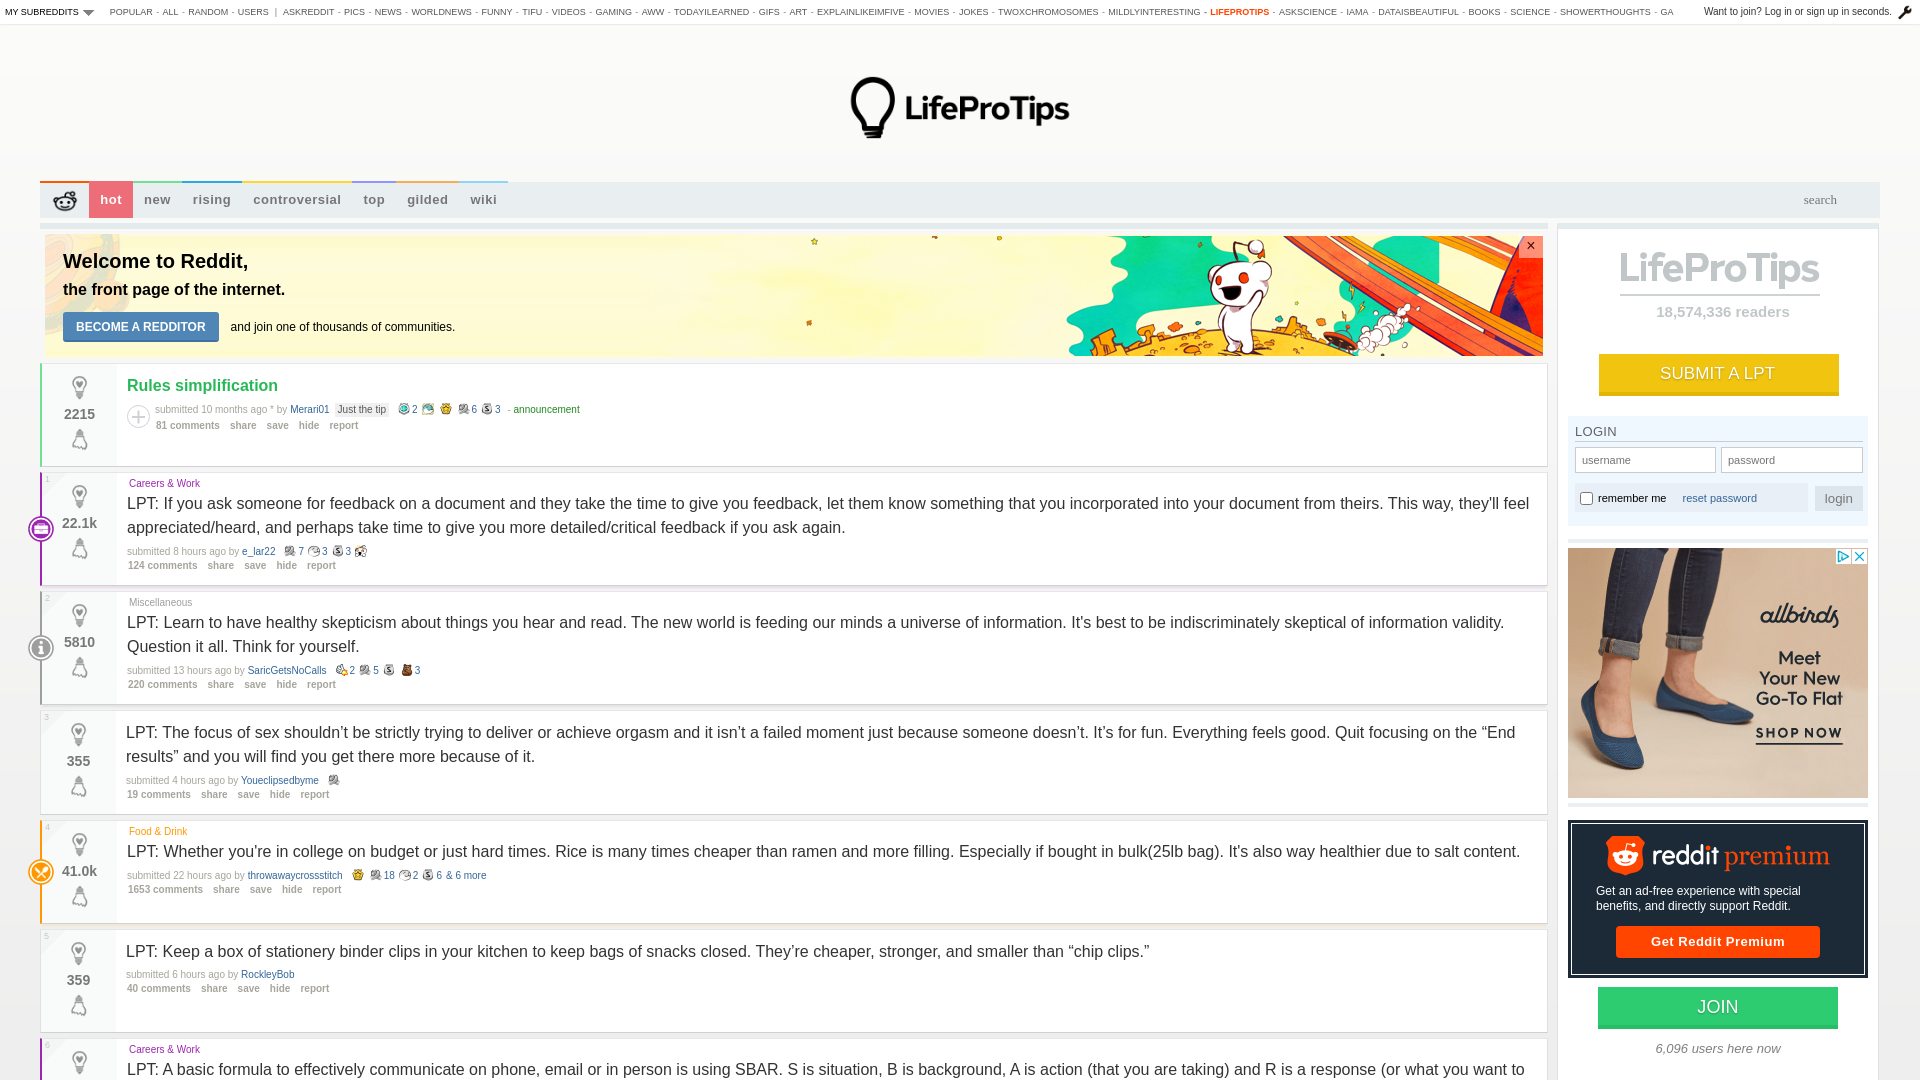 MY SUBREDDITS POPULAR - ALL - RANDOM - USERS | ASKREDDIT - PICS - NEWS - WORLDNEWS - FUNNY - TIFU - VIDEOS - GAMING - AWW - TODAYILEARNED - GIFS - ART - EXPLAINLIKEIMFIVE - MOVIES - JOKES - TWOXCHROMOSOMES - MILDLYINTERESTING - LIFEPROTIPS - ASKSCIENCE - IAMA - DATAISBEAUTIFUL - BOOKS - SCIENCE - SHOWERTHOUGHTS - GA
Want to join? Log in or sign up in seconds.
LifeProTips
hot new rising controversial top gilded wiki
search
Welcome to Reddit,
the front page of the internet.
BECOME A REDDITOR and join one of thousands of communities.
×
Rules simplification
2215
submitted 10 months ago * by Merari01 Just the tip 2 6 3 - announcement
81 comments share save hide report
1
Careers & Work
LPT: If you ask someone for feedback on a document and they take the time to give you feedback, let them know something that you incorporated into your document from theirs. This way, they'll feel
22.1k
appreciated/heard, and perhaps take time to give you more detailed/critical feedback if you ask again.
submitted 8 hours ago by e_lar22 7 3 3
124 comments share save hide report
2
Miscellaneous
LPT: Learn to have healthy skepticism about things you hear and read. The new world is feeding our minds a universe of information. It's best to be indiscriminately skeptical of information validity.
5810
Question it all. Think for yourself.
submitted 13 hours ago by SaricGetsNoCalls 2 5 3
220 comments share save hide report
3
LPT: The focus of sex shouldn’t be strictly trying to deliver or achieve orgasm and it isn’t a failed moment just because someone doesn’t. It’s for fun. Everything feels good. Quit focusing on the “End
355
results” and you will find you get there more because of it.
submitted 4 hours ago by Youeclipsedbyme
19 comments share save hide report
4
Food & Drink
LPT: Whether you're in college on budget or just hard times. Rice is many times cheaper than ramen and more filling. Especially if bought in bulk(25lb bag). It's also way healthier due to salt content.
41.0k
submitted 22 hours ago by throwawaycrossstitch 18 2 6 & 6 more
1653 comments share save hide report
5
LPT: Keep a box of stationery binder clips in your kitchen to keep bags of snacks closed. They’re cheaper, stronger, and smaller than “chip clips.”
359
submitted 6 hours ago by RockleyBob
40 comments share save hide report
6
Careers & Work
LPT: A basic formula to effectively communicate on phone, email or in person is using SBAR. S is situation, B is background, A is action (that you are taking) and R is a response (or what you want to
LifeProTips
18,574,336 readers
SUBMIT A LPT
LOGIN
username password
remember me reset password login
allbirds
Meet
Your New
Go-To Flat
SHOP NOW
reddit premium
Get an ad-free experience with special
benefits, and directly support Reddit.
Get Reddit Premium
JOIN
6,096 users here now